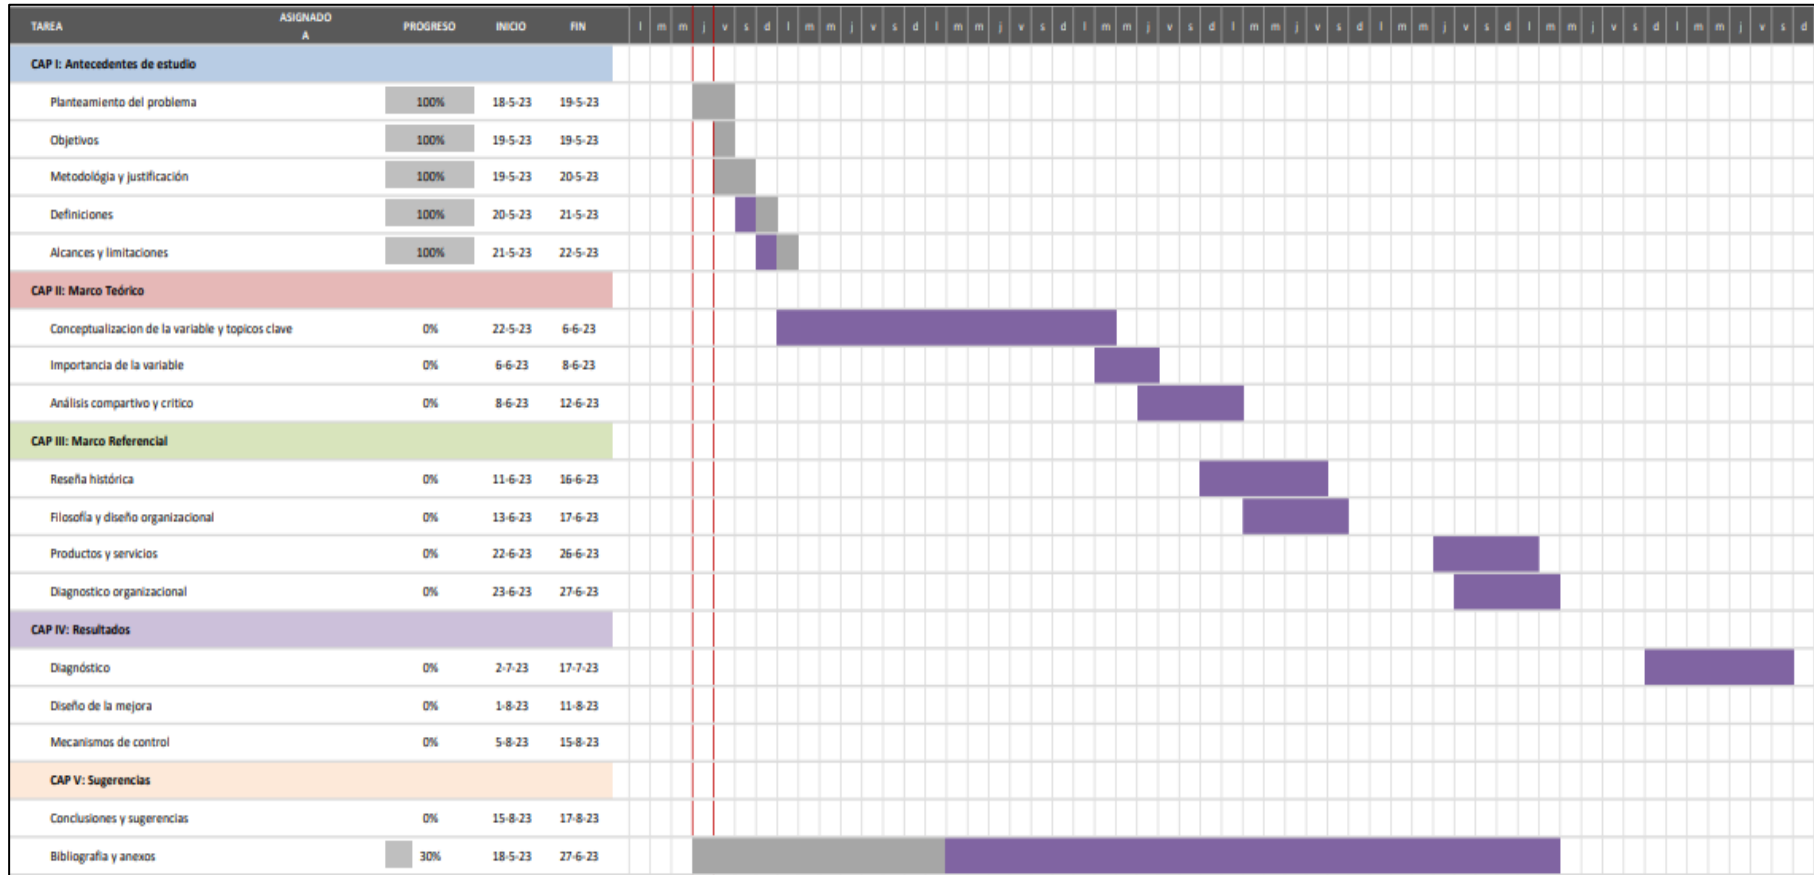 TAREA ASIGNADO A PROGRESO INICIO FIN l m m j v s d l m m j v s d l m m j v s d l m m j v s d l m m j v s d l m m j v s d l m m j v s d l m m j v s d
CAP I: Antecedentes de estudio
Planteamiento del problema 100% 18-5-23 19-5-23
Objetivos 100% 19-5-23 19-5-23
Metodológia y justificación 100% 19-5-23 20-5-23
Definiciones 100% 20-5-23 21-5-23
Alcances y limitaciones 100% 21-5-23 22-5-23
CAP II: Marco Teórico
Conceptualizacion de la variable y topicos clave 0% 22-5-23 6-6-23
Importancia de la variable 0% 6-6-23 8-6-23
Análisis compartivo y critico 0% 8-6-23 12-6-23
CAP III: Marco Referencial
Reseña histórica 0% 11-6-23 16-6-23
Filosofía y diseño organizacional 0% 13-6-23 17-6-23
Productos y servicios 0% 22-6-23 26-6-23
Diagnostico organizacional 0% 23-6-23 27-6-23
CAP IV: Resultados
Diagnóstico 0% 2-7-23 17-7-23
Diseño de la mejora 0% 1-8-23 11-8-23
Mecanismos de control 0% 5-8-23 15-8-23
CAP V: Sugerencias
Conclusiones y sugerencias 0% 15-8-23 17-8-23
Bibliografia y anexos 30% 18-5-23 27-6-23